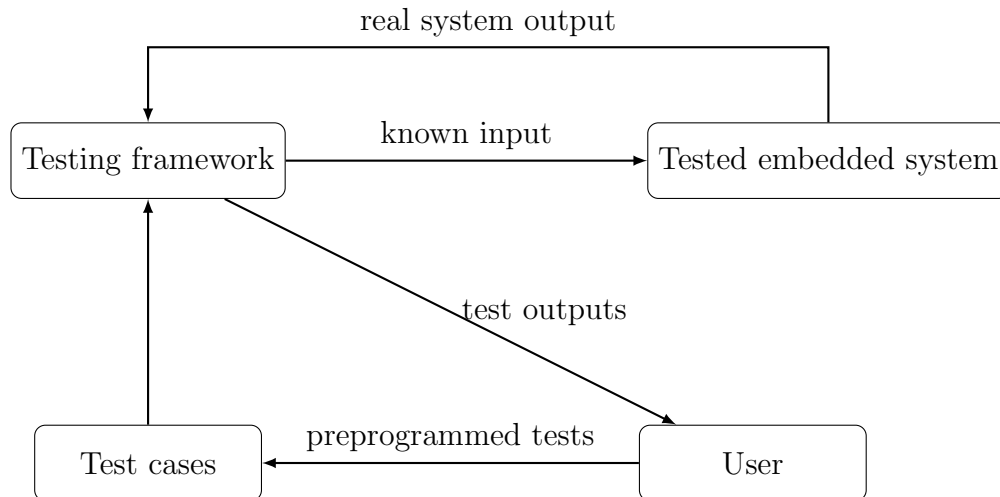 real system output
known input
Testing framework
Tested embedded system
test outputs
preprogrammed tests
Test cases
User